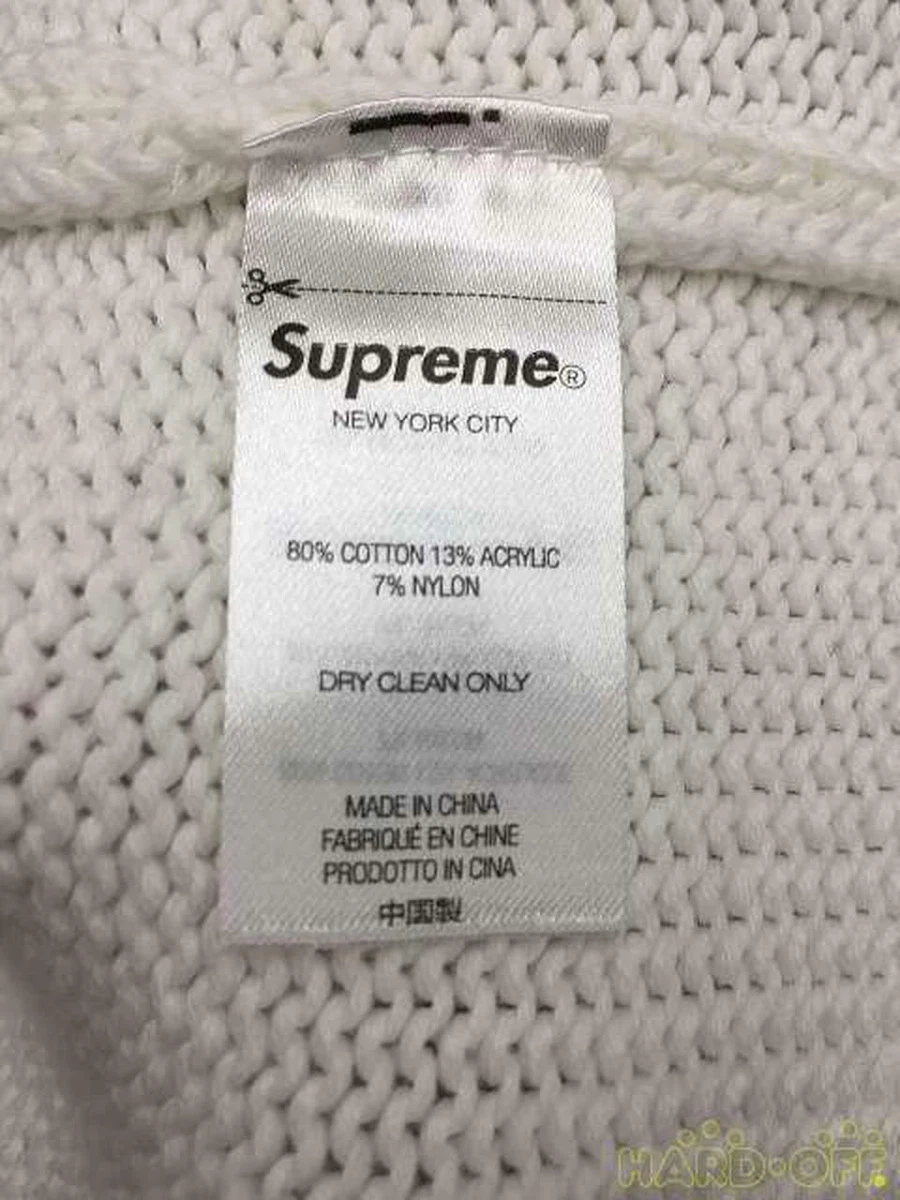 Supreme®
NEW YORK CITY
80% COTTON 13% ACRYLIC
7% NYLON
DRY CLEAN ONLY
MADE IN CHINA
FABRIQUÉ EN CHINE
PRODOTTO IN CINA
中国製
HARD·OFF